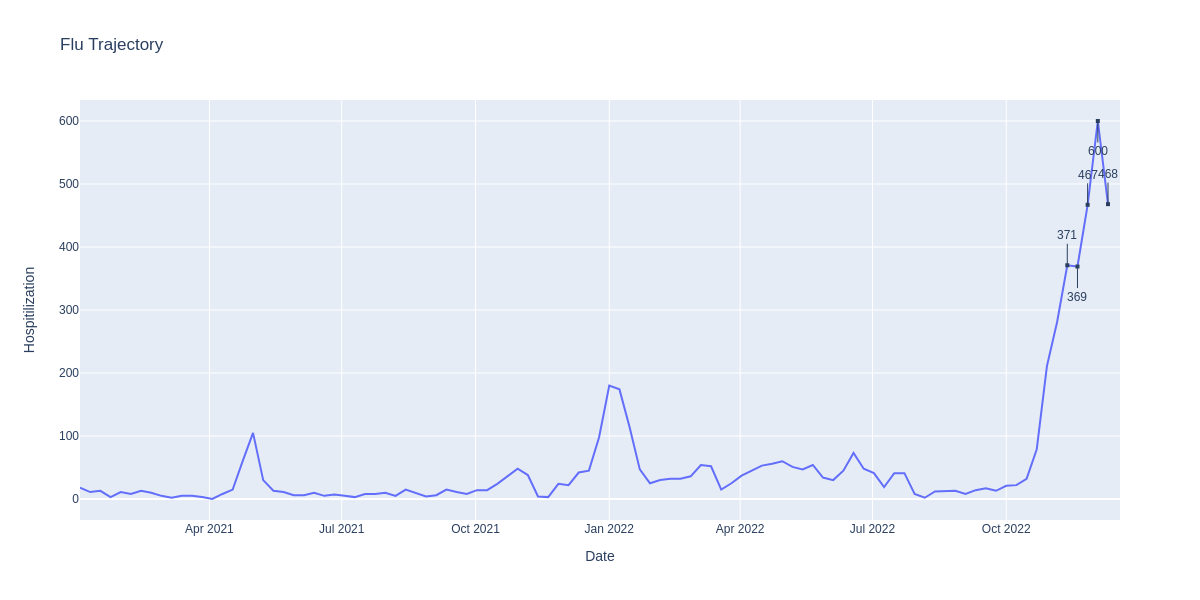 Flu Trajectory
600
500
400
300
200
100
0
Hospitilization
600
467
468
371
369
Apr 2021
Jul 2021
Oct 2021
Jan 2022
Apr 2022
Jul 2022
Oct 2022
Date